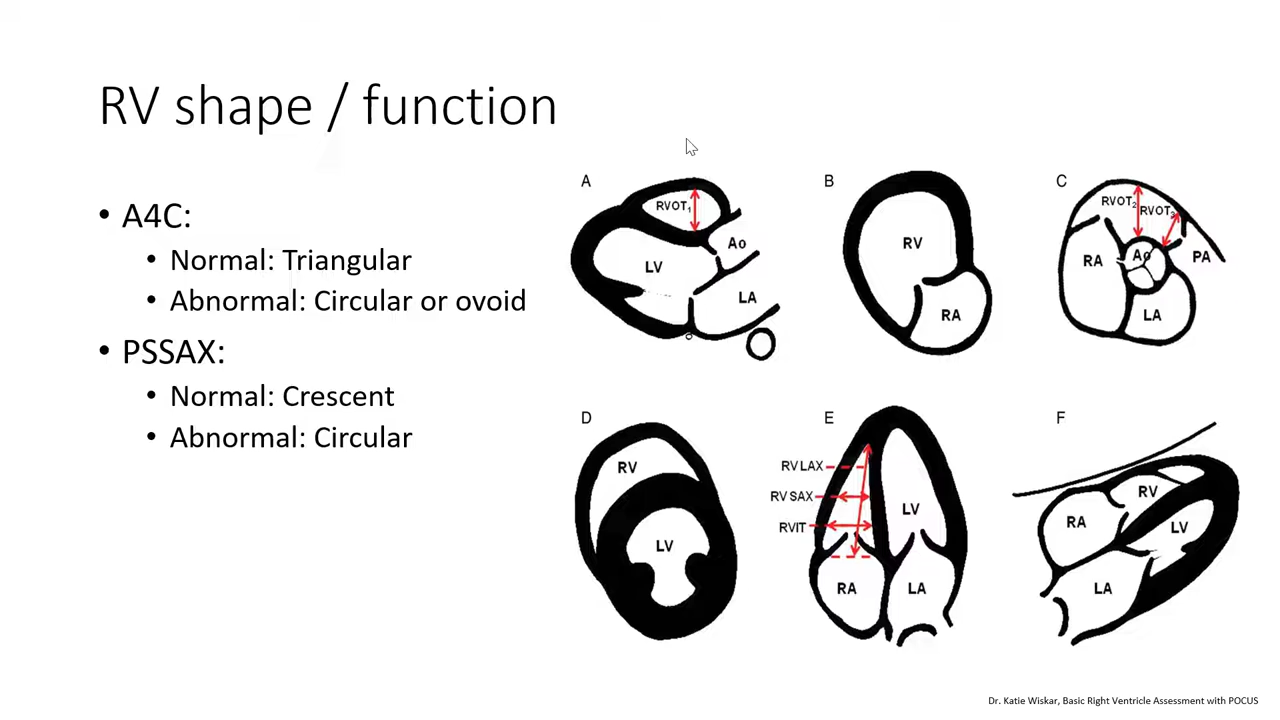 RV shape / function
• A4C:
• Normal: Triangular
• Abnormal: Circular or ovoid
• PSSAX:
• Normal: Crescent
• Abnormal: Circular
A
RVOT1
Ao
LV
LA
B
RV
RA
C
RVOT2
RVOT3
RA
Ao
PA
LA
D
RV
LV
E
RV LAX
RV SAX
RVIT
LV
RA
LA
F
RV
RA
LV
LA
Dr. Katie Wiskar, Basic Right Ventricle Assessment with POCUS